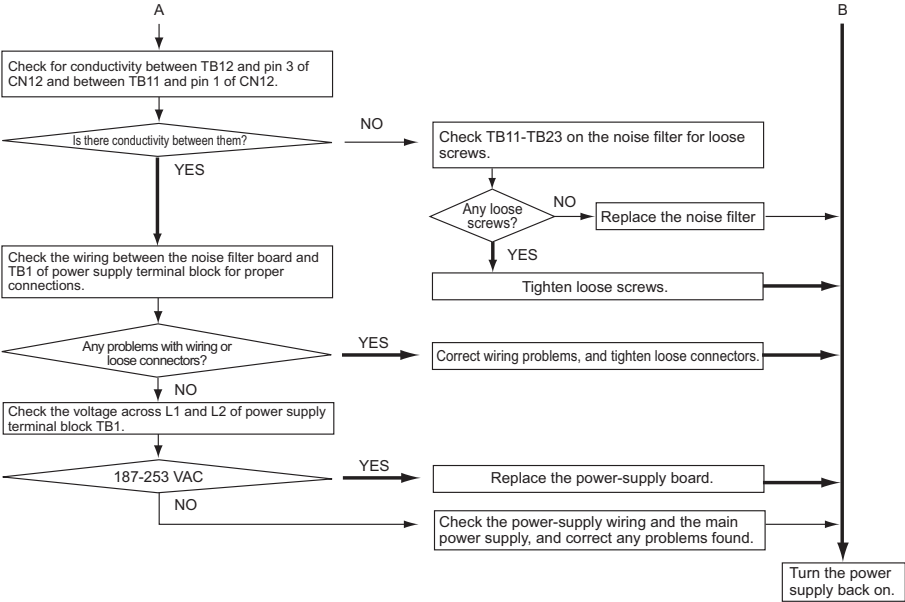 A
B
Check for conductivity between TB12 and pin 3 of
CN12 and between TB11 and pin 1 of CN12.
Is there conductivity between them?
NO
Check TB11-TB23 on the noise filter for loose
screws.
YES
Any loose
screws?
NO
Replace the noise filter
YES
Tighten loose screws.
Check the wiring between the noise filter board and
TB1 of power supply terminal block for proper
connections.
Any problems with wiring or
loose connectors?
YES
Correct wiring problems, and tighten loose connectors.
NO
Check the voltage across L1 and L2 of power supply
terminal block TB1.
187-253 VAC
YES
Replace the power-supply board.
NO
Check the power-supply wiring and the main
power supply, and correct any problems found.
Turn the power
supply back on.